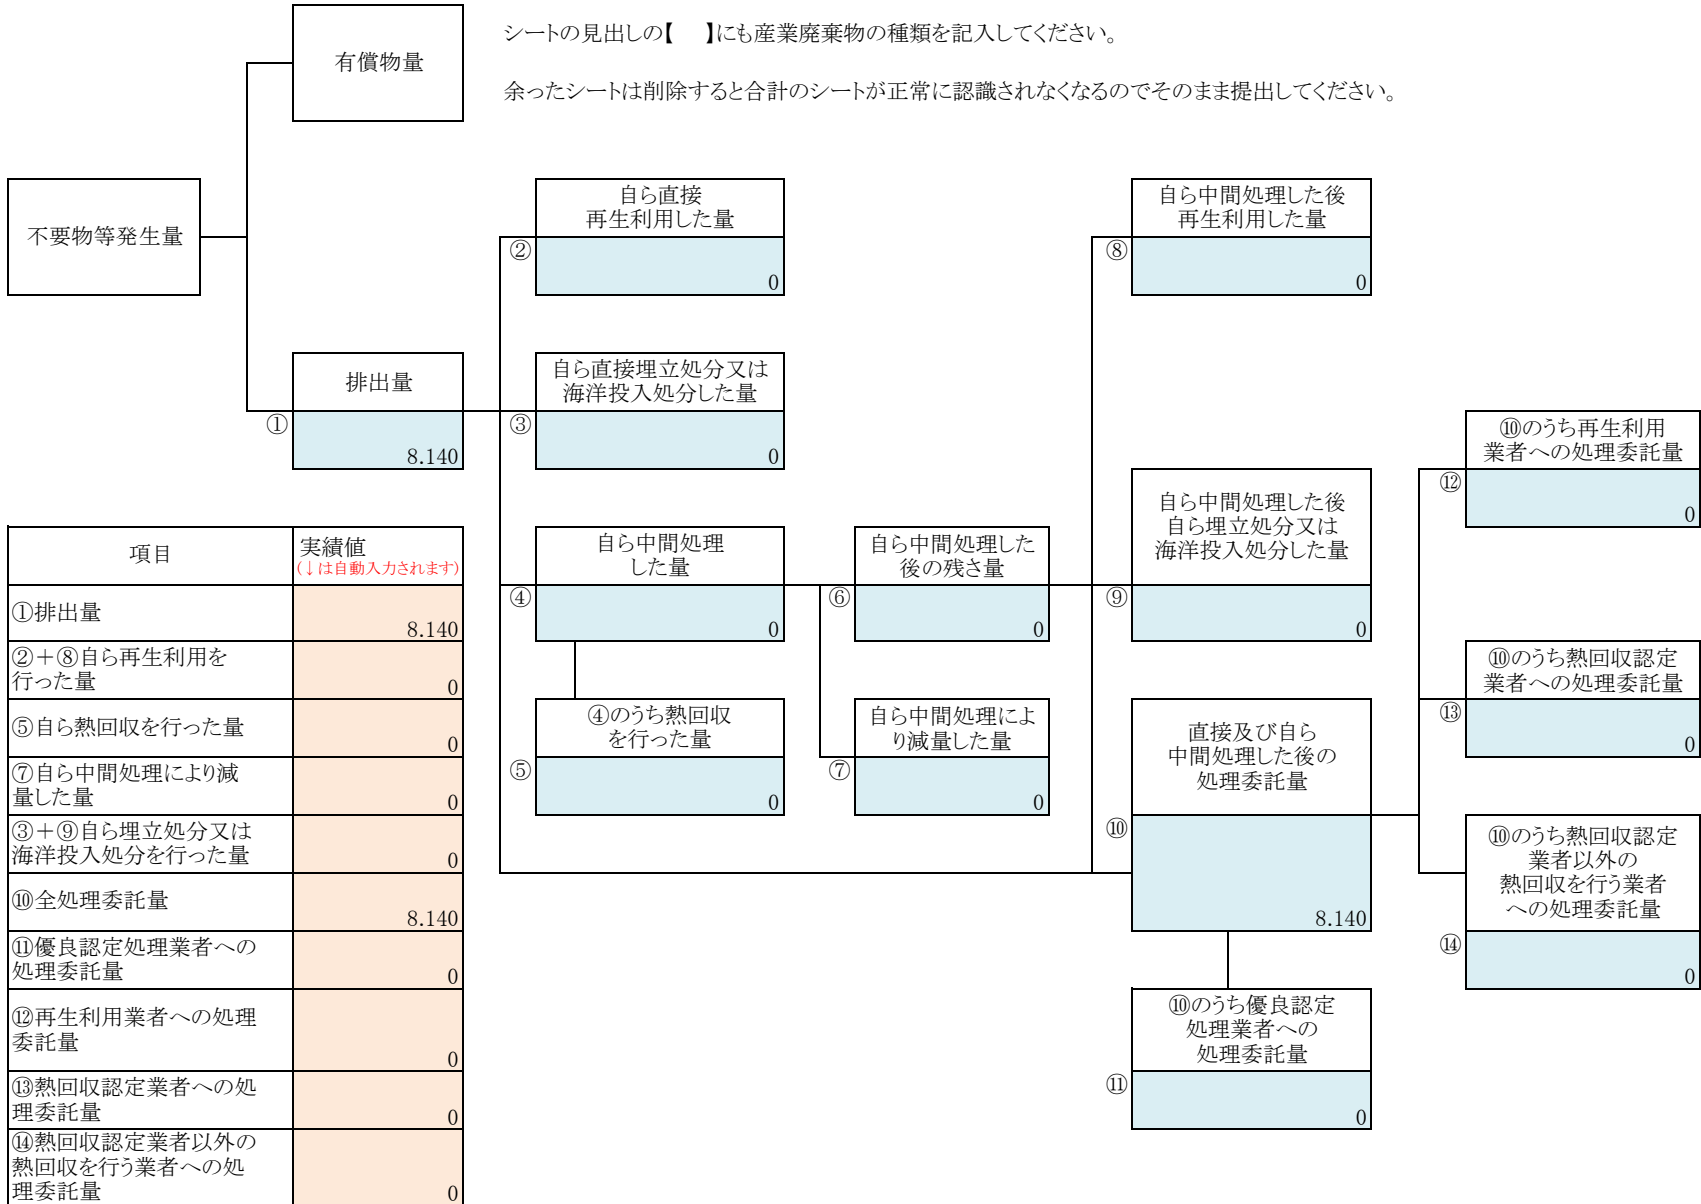 シートの見出しの【　】にも産業廃棄物の種類を記入してください。
余ったシートは削除すると合計のシートが正常に認識されなくなるのでそのまま提出してください。
有償物量
不要物等発生量
排出量
①
8.140
自ら直接
再生利用した量
②
0
自ら直接埋立処分又は
海洋投入処分した量
③
0
自ら中間処理
した量
④
0
④のうち熱回収
を行った量
⑤
0
自ら中間処理した
後の残さ量
⑥
0
自ら中間処理によ
り減量した量
⑦
0
自ら中間処理した後
再生利用した量
⑧
0
自ら中間処理した後
自ら埋立処分又は
海洋投入処分した量
⑨
0
直接及び自ら
中間処理した後の
処理委託量
⑩
8.140
⑩のうち優良認定
処理業者への
処理委託量
⑪
0
⑩のうち再生利用
業者への処理委託量
⑫
0
⑩のうち熱回収認定
業者への処理委託量
⑬
0
⑩のうち熱回収認定
業者以外の
熱回収を行う業者
への処理委託量
⑭
0
項目
実績値
(↓は自動入力されます)
①排出量
8.140
②＋⑧自ら再生利用を
行った量
0
⑤自ら熱回収を行った量
0
⑦自ら中間処理により減
量した量
0
③＋⑨自ら埋立処分又は
海洋投入処分を行った量
0
⑩全処理委託量
8.140
⑪優良認定処理業者への
処理委託量
0
⑫再生利用業者への処理
委託量
0
⑬熱回収認定業者への処
理委託量
0
⑭熱回収認定業者以外の
熱回収を行う業者への処
理委託量
0